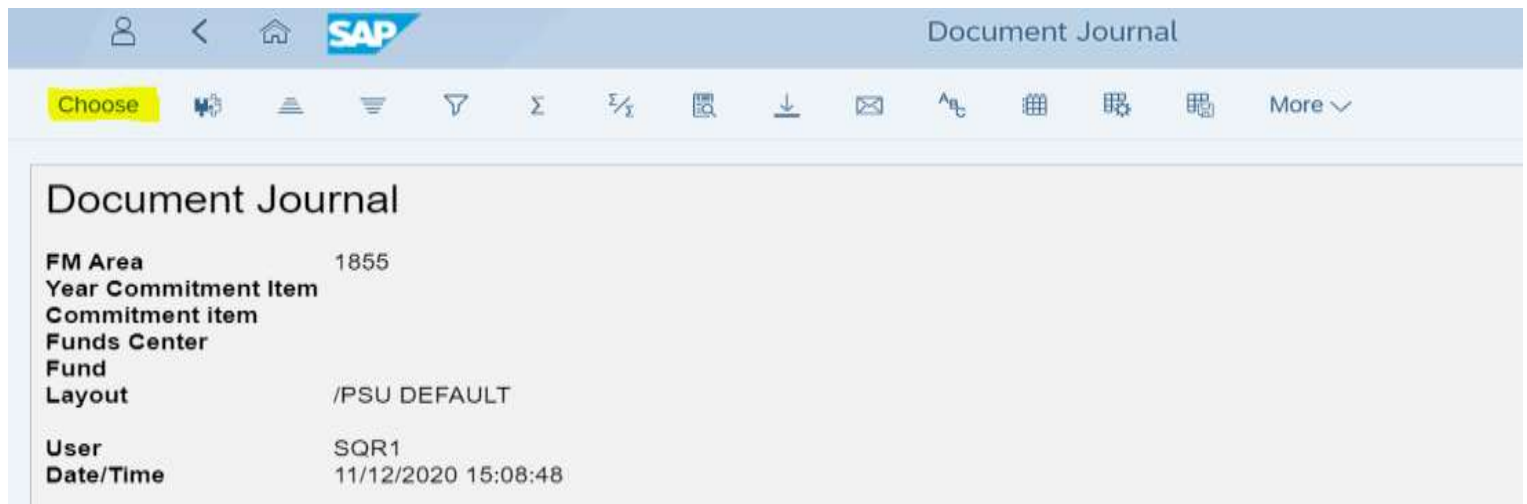 SAP Document Journal
Choose More
Document Journal
FM Area 1855
Year Commitment Item
Commitment item
Funds Center
Fund
Layout /PSU DEFAULT
User SQR1
Date/Time 11/12/2020 15:08:48